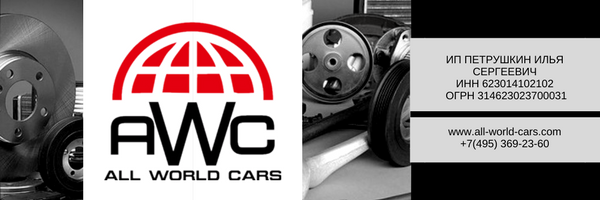 AWC
ALL WORLD CARS
ИП ПЕТРУШКИН ИЛЬЯ
СЕРГЕЕВИЧ
ИНН 623014102102
ОГРН 314623023700031
www.all-world-cars.com
+7(495) 369-23-60